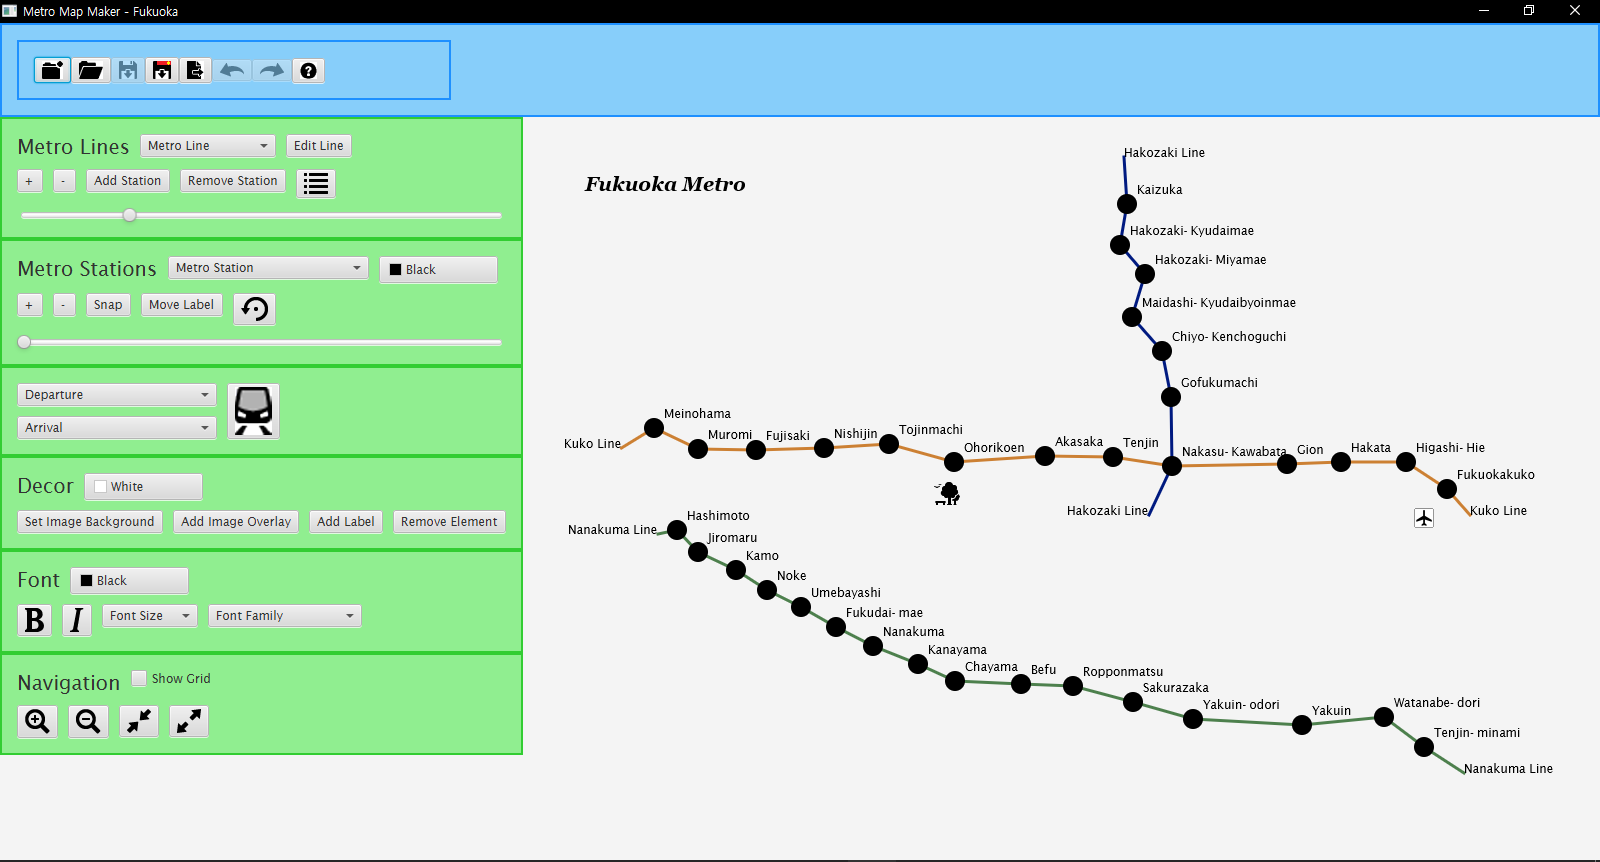 Metro Map Maker - Fukuoka
Metro Lines
Metro Line
Edit Line
+
-
Add Station
Remove Station
Metro Stations
Metro Station
Black
+
-
Snap
Move Label
Departure
Arrival
Decor
White
Set Image Background
Add Image Overlay
Add Label
Remove Element
Font
Black
B
I
Font Size
Font Family
Navigation
Show Grid
Fukuoka Metro
Hakozaki Line
Kaizuka
Hakozaki- Kyudaimae
Hakozaki- Miyamae
Maidashi- Kyudaibyoinmae
Chiyo- Kenchoguchi
Gofukumachi
Kuko Line
Meinohama
Muromi
Fujisaki
Nishijin
Tojinmachi
Ohorikoen
Akasaka
Tenjin
Nakasu- Kawabata
Gion
Hakata
Higashi- Hie
Fukuokakuko
Kuko Line
Hakozaki Line
Nanakuma Line
Hashimoto
Jiromaru
Kamo
Noke
Umebayashi
Fukudai- mae
Nanakuma
Kanayama
Chayama
Befu
Ropponmatsu
Sakurazaka
Yakuin- odori
Yakuin
Watanabe- dori
Tenjin- minami
Nanakuma Line